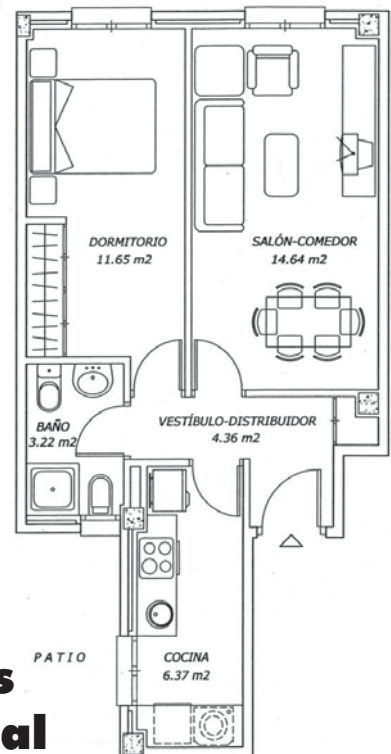 DORMITORIO
11.65 m2
SALÓN-COMEDOR
14.64 m2
BAÑO
3.22 m2
VESTÍBULO-DISTRIBUIDOR
4.36 m2
PATIO
COCINA
6.37 m2
s
al